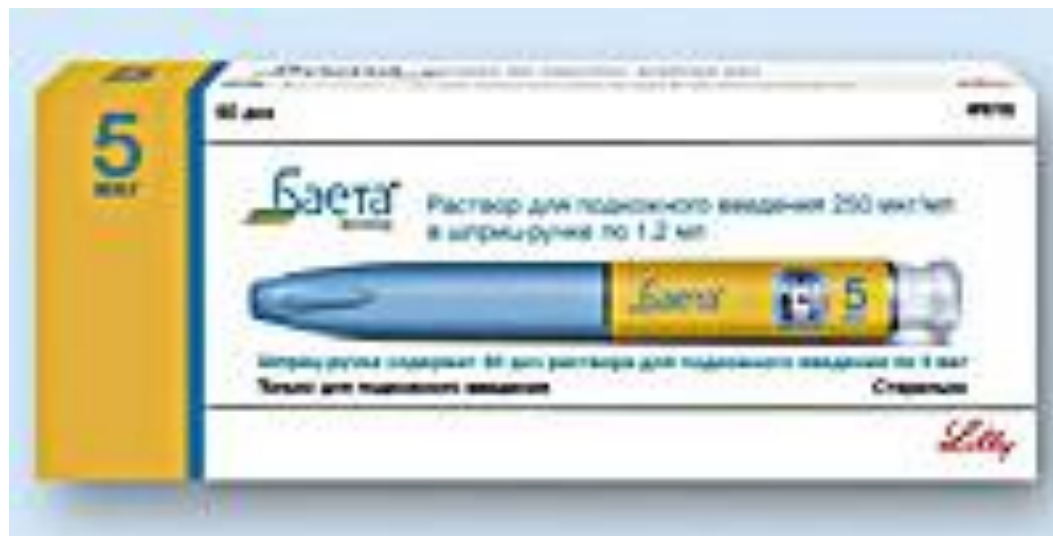 5
мкг
60 доз
Баета
Раствор для подкожного введения 250 мкг/мл
в шприц-ручке по 1.2 мл
Баета
5
Шприц-ручка содержит 60 доз раствора для подкожного введения по 5 мкг
Только для подкожного введения
Стерильно
Lilly